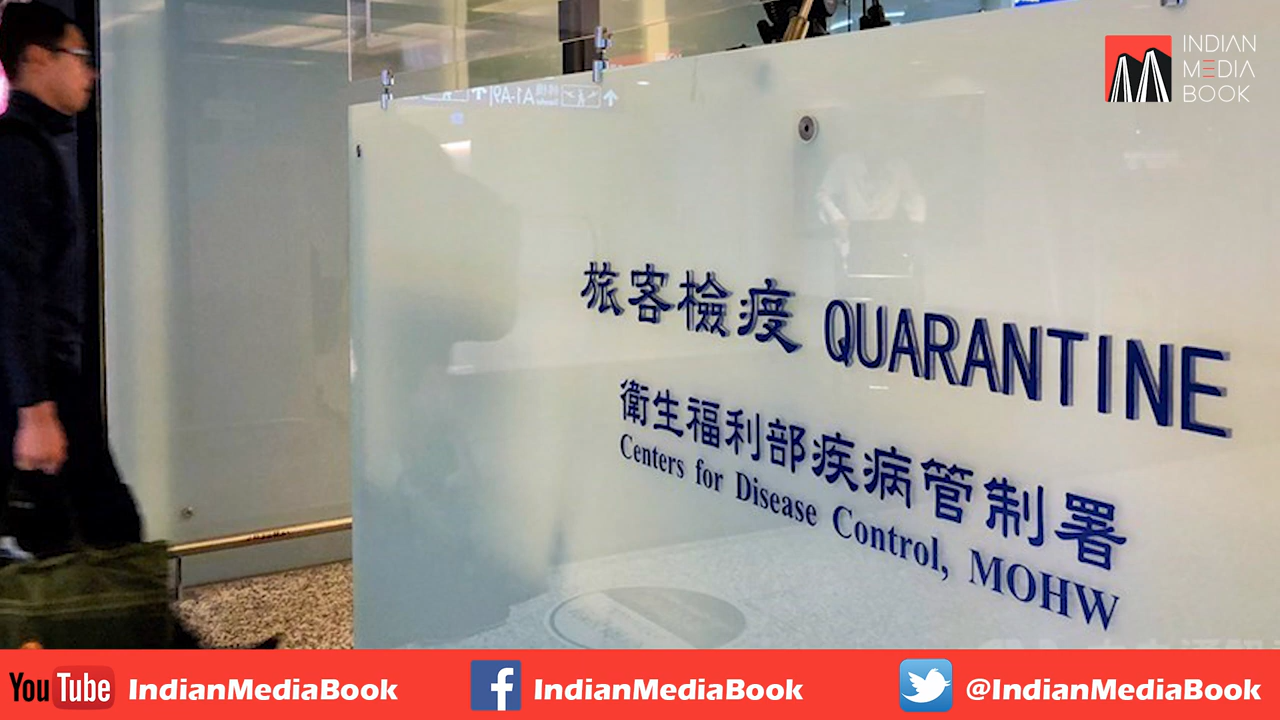 INDIAN
MEDIA
BOOK
旅客檢疫 QUARANTINE
衛生福利部疾病管制署
Centers for Disease Control, MOHW
YouTube IndianMediaBook
IndianMediaBook
@IndianMediaBook